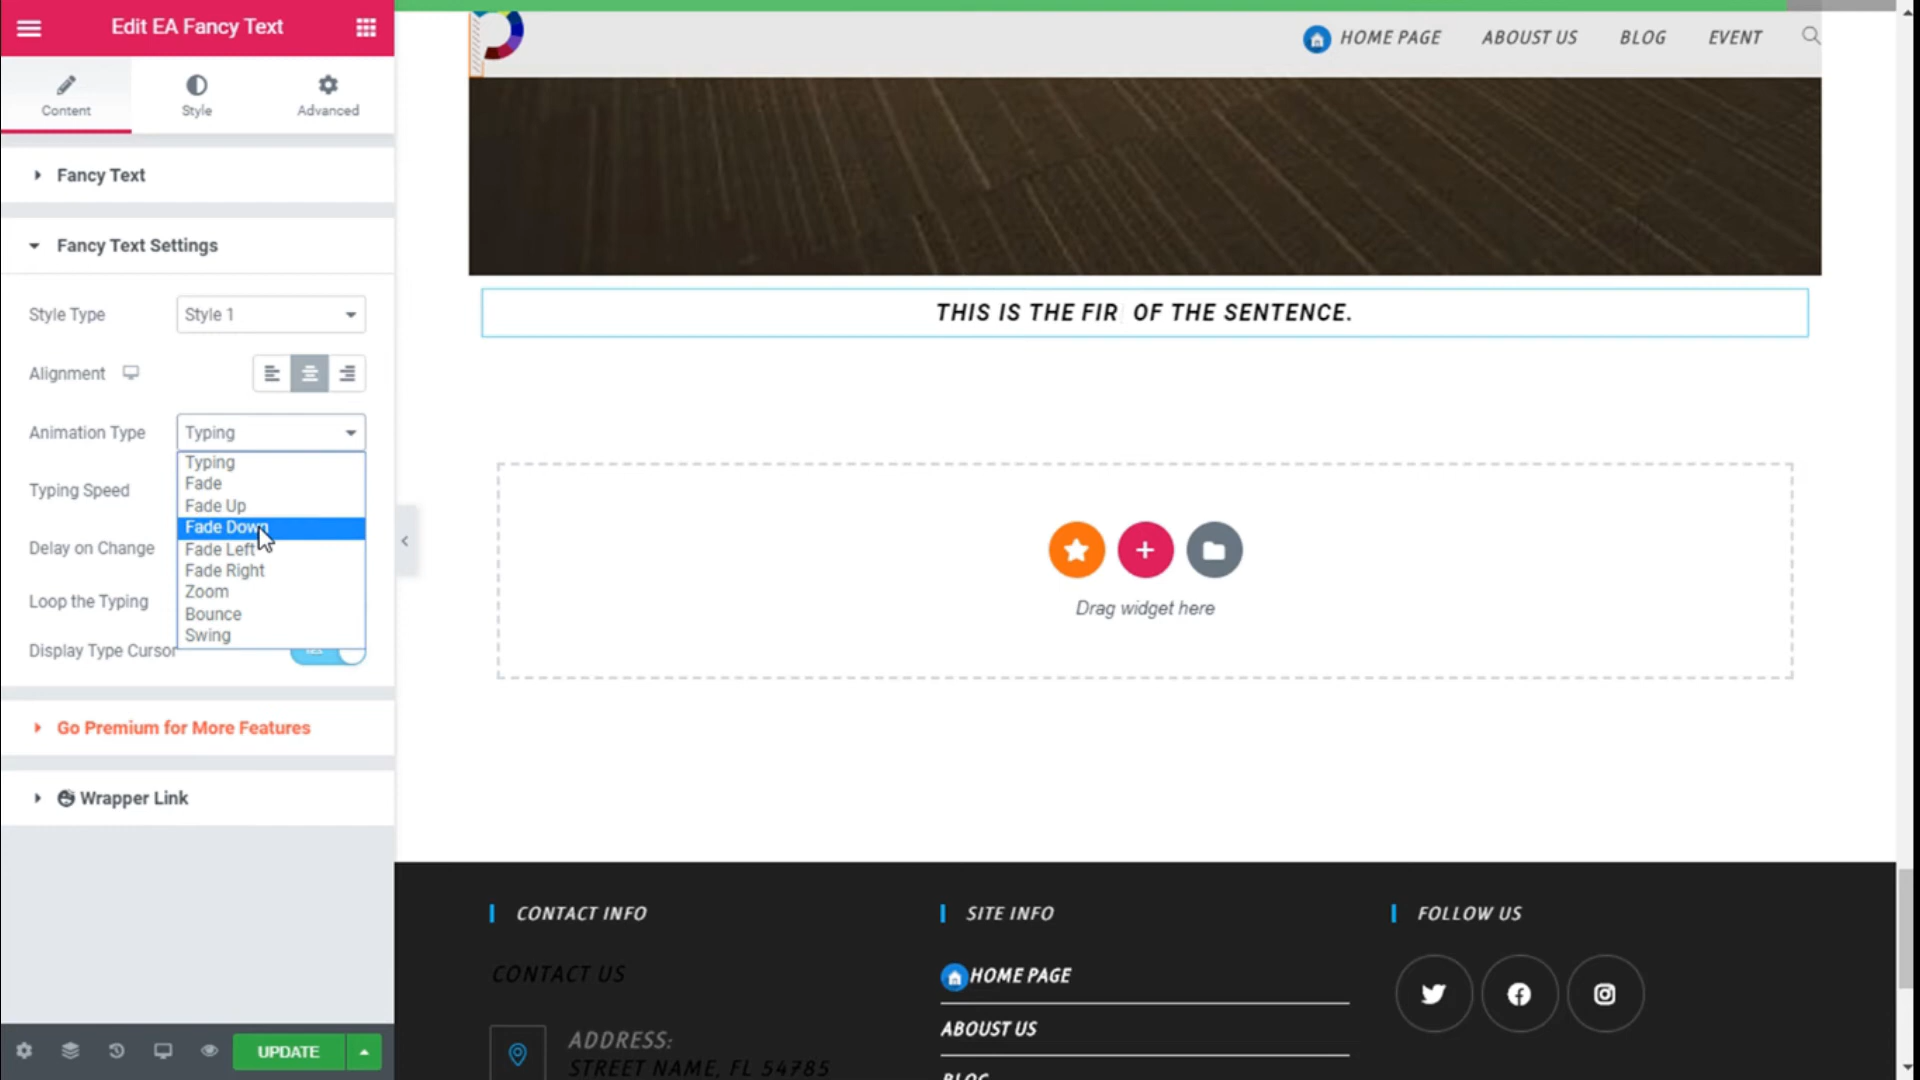 Edit EA Fancy Text
Content
Style
Advanced
Fancy Text
Fancy Text Settings
Style Type
Style 1
Alignment
Animation Type
Typing
Typing
Fade
Fade Up
Fade Down
Fade Left
Fade Right
Zoom
Bounce
Swing
Typing Speed
Delay on Change
Loop the Typing
Display Type Cursor
Go Premium for More Features
Wrapper Link
UPDATE
HOME PAGE
ABOUST US
BLOG
EVENT
THIS IS THE FIR OF THE SENTENCE.
Drag widget here
CONTACT INFO
CONTACT US
ADDRESS:
STREET NAME, FL 54785
SITE INFO
HOME PAGE
ABOUST US
BLOG
FOLLOW US